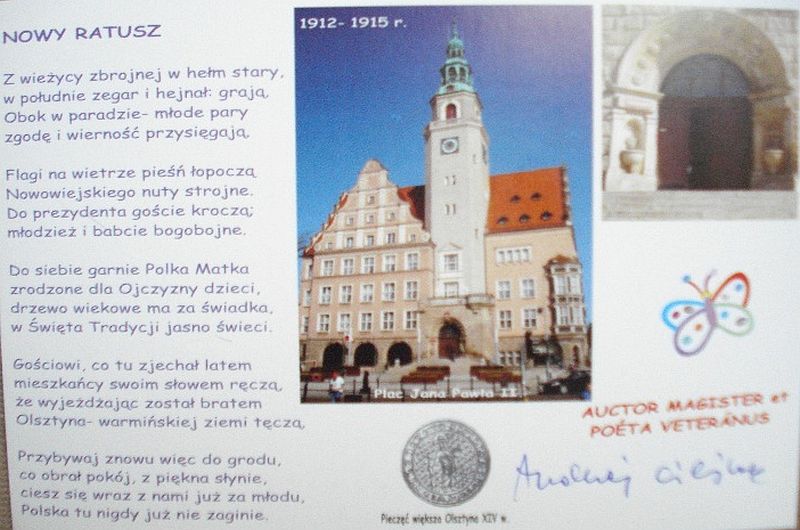 NOWY RATUSZ
Z wieżycy zbrojnej w hełm stary,
w południe zegar i hejnał: grają,
Obok w paradzie- młode pary
zgodę i wierność przysięgają,
Flagi na wietrze pieśń łopoczą
Nowowiejskiego nuty strojne.
Do prezydenta goście kroczą;
młodzież i babcie bogobojne.
Do siebie garnie Polka Matka
zrodzone dla Ojczyzny dzieci,
drzewo wiekowe ma za świadka,
w Święta Tradycji jasno świeci.
Gościowi, co tu zjechał latem
mieszkańcy swoim słowem ręczą,
że wyjeżdżając został bratem
Olsztyna- warmińskiej ziemi tęczą,
Przybywaj znowu więc do grodu,
co obrał pokój, z piękna słynie,
ciesz się wraz z nami już za młodu,
Polska tu nigdy już nie zaginie.
1912- 1915 r.
Plac Jana Pawła II
Pieczęć większa Olsztyna XIV w.
AUCTOR MAGISTER et
POÉTA VETERÁNUS
Andrzej